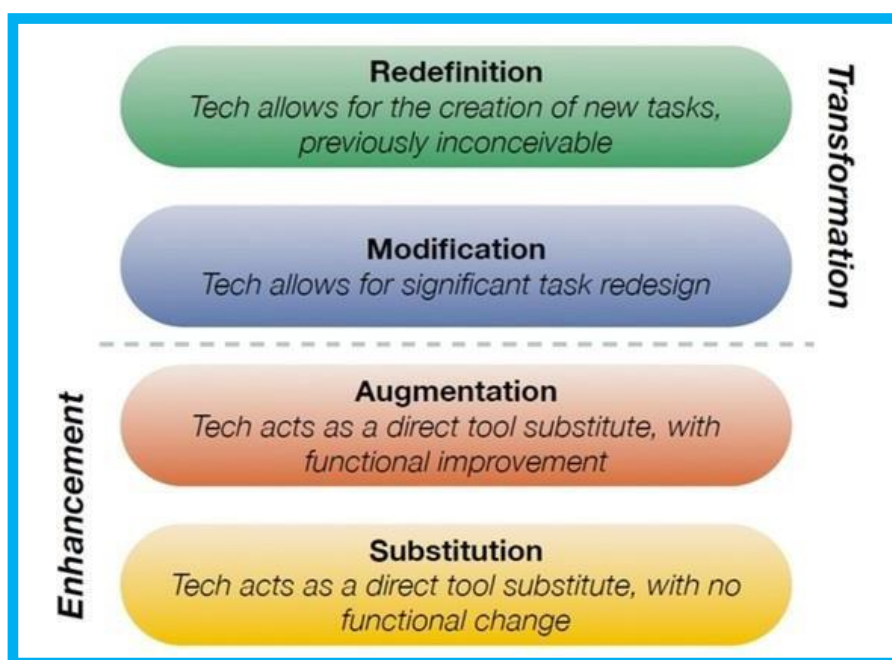 Redefinition
Tech allows for the creation of new tasks,
previously inconceivable
Modification
Tech allows for significant task redesign
Transformation
Augmentation
Tech acts as a direct tool substitute, with
functional improvement
Substitution
Tech acts as a direct tool substitute, with no
functional change
Enhancement